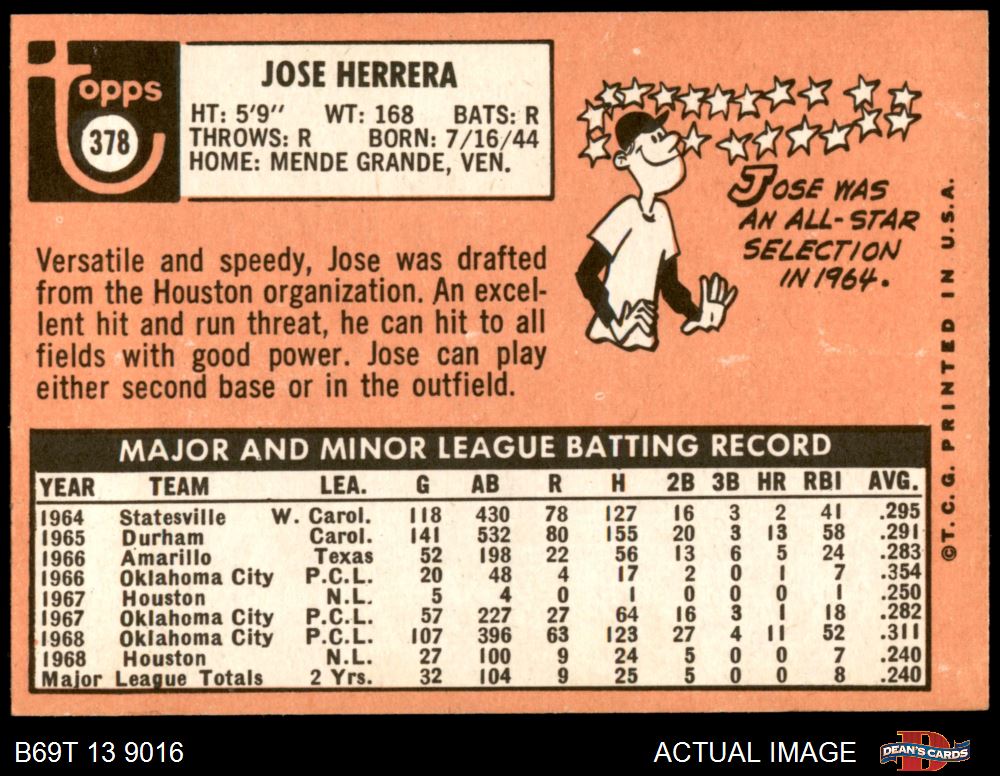 topps
378
JOSE HERRERA
HT: 5'9" WT: 168 BATS: R
THROWS: R BORN: 7/16/44
HOME: MENDE GRANDE, VEN.
JOSE WAS
AN ALL-STAR
SELECTION
IN 1964.
Versatile and speedy, Jose was drafted
from the Houston organization. An excel-
lent hit and run threat, he can hit to all
fields with good power. Jose can play
either second base or in the outfield.
©T.C.G. PRINTED IN U.S.A.
MAJOR AND MINOR LEAGUE BATTING RECORD
YEAR TEAM LEA. G AB R H 2B 3B HR RBI AVG.
1964 Statesville W. Carol. 118 430 78 127 16 3 2 41 .295
1965 Durham Carol. 141 532 80 155 20 3 13 58 .291
1966 Amarillo Texas 52 198 22 56 13 6 5 24 .283
1966 Oklahoma City P.C.L. 20 48 4 17 2 0 1 7 .354
1967 Houston N.L. 5 4 0 1 0 0 0 1 .250
1967 Oklahoma City P.C.L. 57 227 27 64 16 3 1 18 .282
1968 Oklahoma City P.C.L. 107 396 63 123 27 4 11 52 .311
1968 Houston N.L. 27 100 9 24 5 0 0 7 .240
Major League Totals 2 Yrs. 32 104 9 25 5 0 0 8 .240
B69T 13 9016 ACTUAL IMAGE DEAN'S CARDS